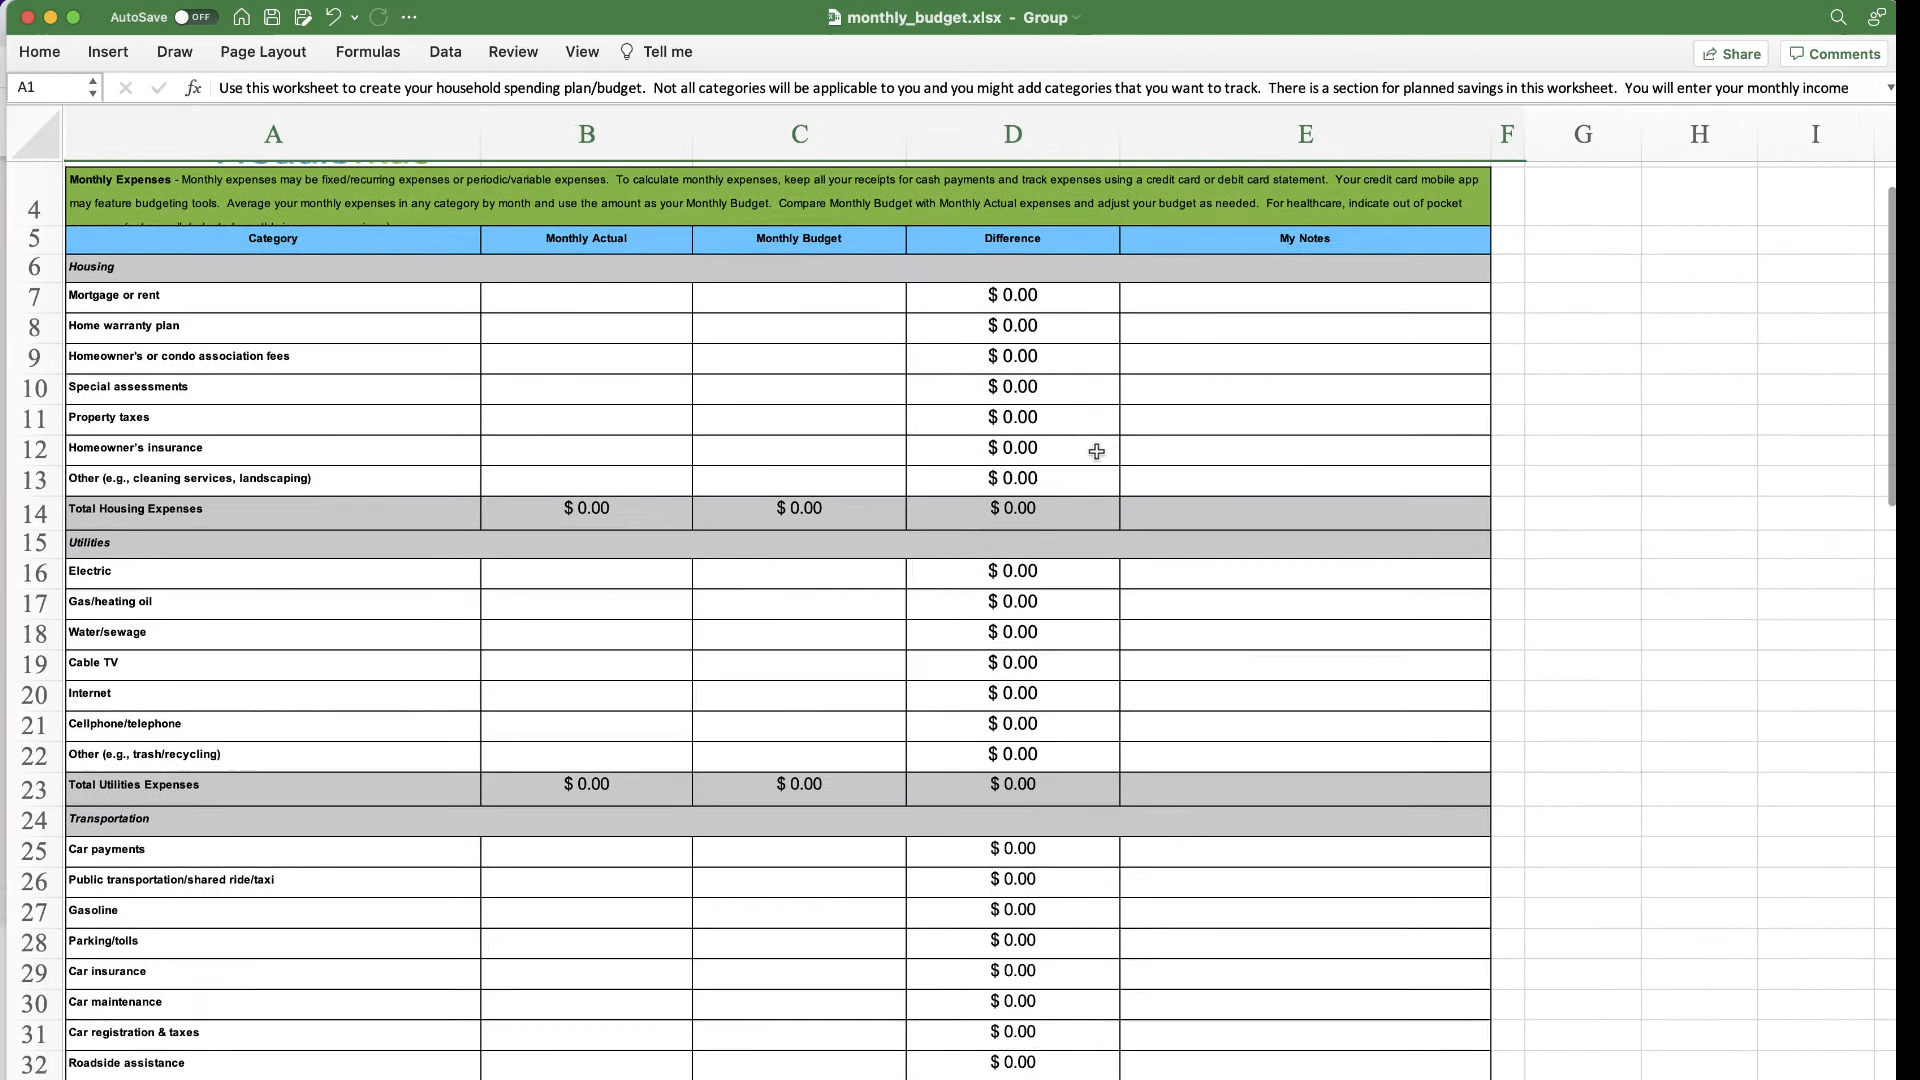 AutoSave OFF monthly_budget.xlsx - Group
Home Insert Draw Page Layout Formulas Data Review View Tell me Share Comments
A1 fx Use this worksheet to create your household spending plan/budget. Not all categories will be applicable to you and you might add categories that you want to track. There is a section for planned savings in this worksheet. You will enter your monthly income
A B C D E F G H I
Monthly Expenses - Monthly expenses may be fixed/recurring expenses or periodic/variable expenses. To calculate monthly expenses, keep all your receipts for cash payments and track expenses using a credit card or debit card statement. Your credit card mobile app
4 may feature budgeting tools. Average your monthly expenses in any category by month and use the amount as your Monthly Budget. Compare Monthly Budget with Monthly Actual expenses and adjust your budget as needed. For healthcare, indicate out of pocket
5 Category Monthly Actual Monthly Budget Difference My Notes
6 Housing
7 Mortgage or rent $ 0.00
8 Home warranty plan $ 0.00
9 Homeowner's or condo association fees $ 0.00
10 Special assessments $ 0.00
11 Property taxes $ 0.00
12 Homeowner's insurance $ 0.00
13 Other (e.g., cleaning services, landscaping) $ 0.00
14 Total Housing Expenses $ 0.00 $ 0.00 $ 0.00
15 Utilities
16 Electric $ 0.00
17 Gas/heating oil $ 0.00
18 Water/sewage $ 0.00
19 Cable TV $ 0.00
20 Internet $ 0.00
21 Cellphone/telephone $ 0.00
22 Other (e.g., trash/recycling) $ 0.00
23 Total Utilities Expenses $ 0.00 $ 0.00 $ 0.00
24 Transportation
25 Car payments $ 0.00
26 Public transportation/shared ride/taxi $ 0.00
27 Gasoline $ 0.00
28 Parking/tolls $ 0.00
29 Car insurance $ 0.00
30 Car maintenance $ 0.00
31 Car registration & taxes $ 0.00
32 Roadside assistance $ 0.00